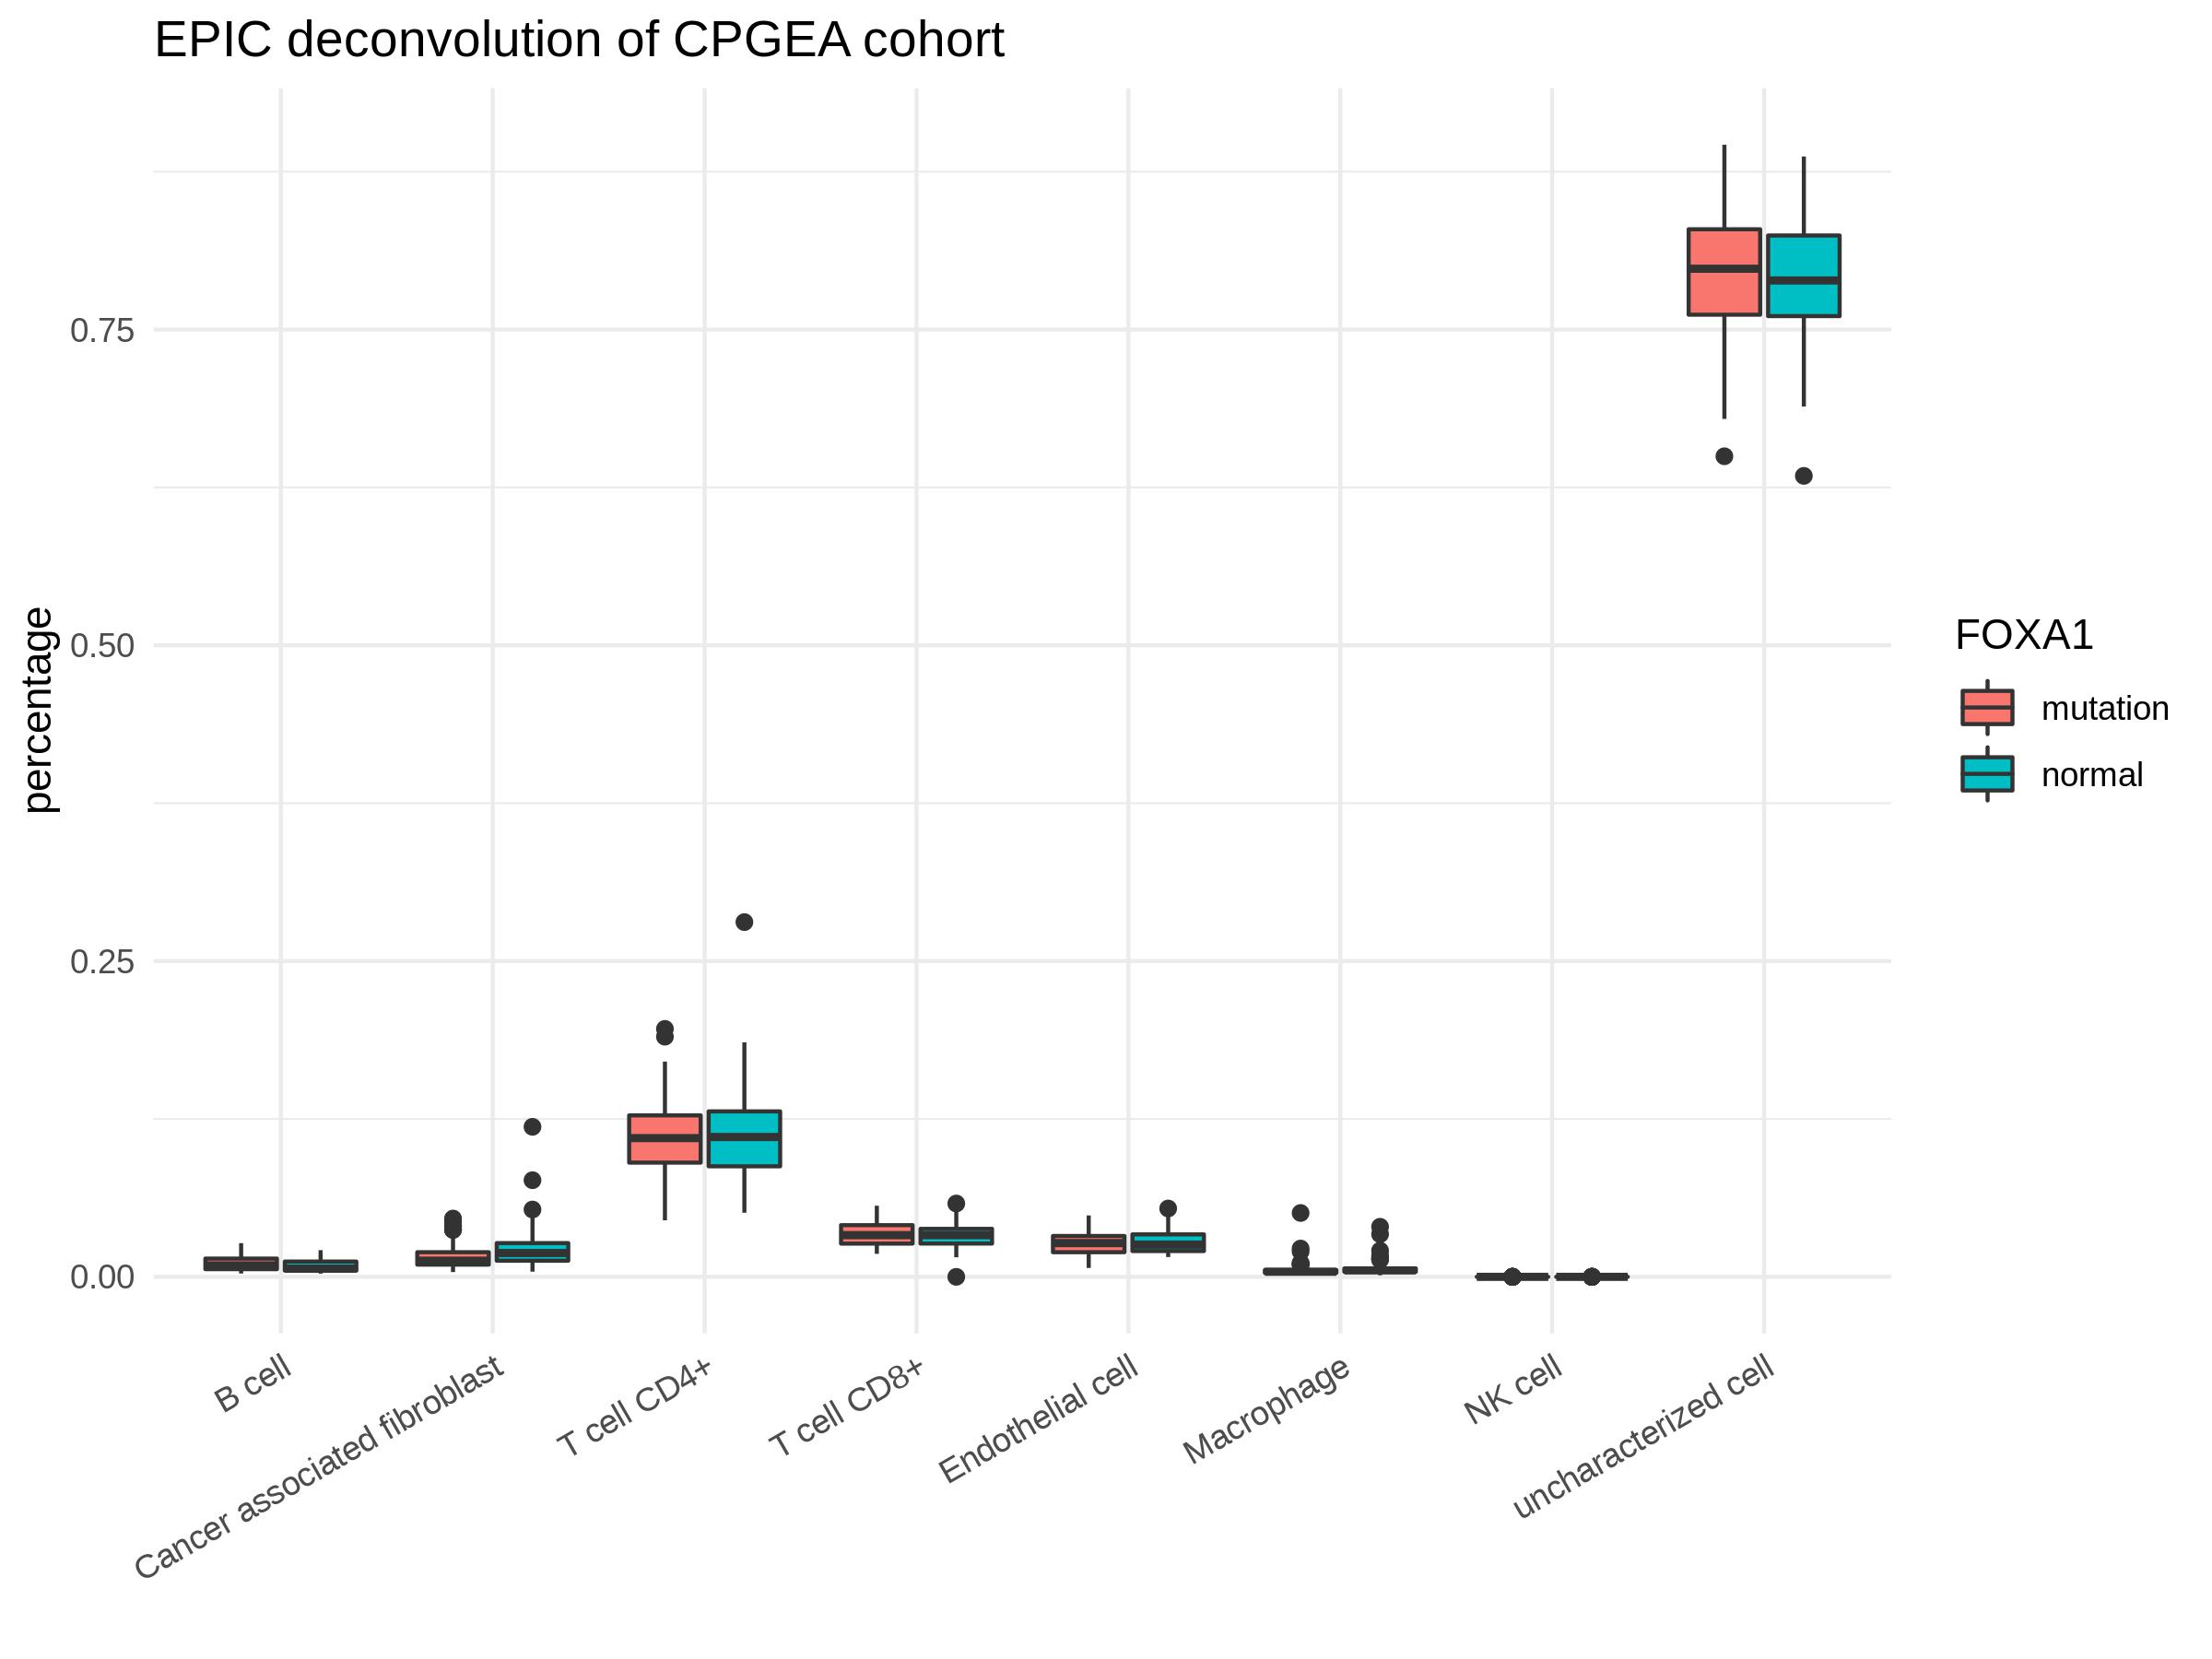 EPIC deconvolution of CPGEA cohort
percentage
0.75
0.50
0.25
0.00
B cell
Cancer associated fibroblast
T cell CD4+
T cell CD8+
Endothelial cell
Macrophage
NK cell
uncharacterized cell
FOXA1
mutation
normal